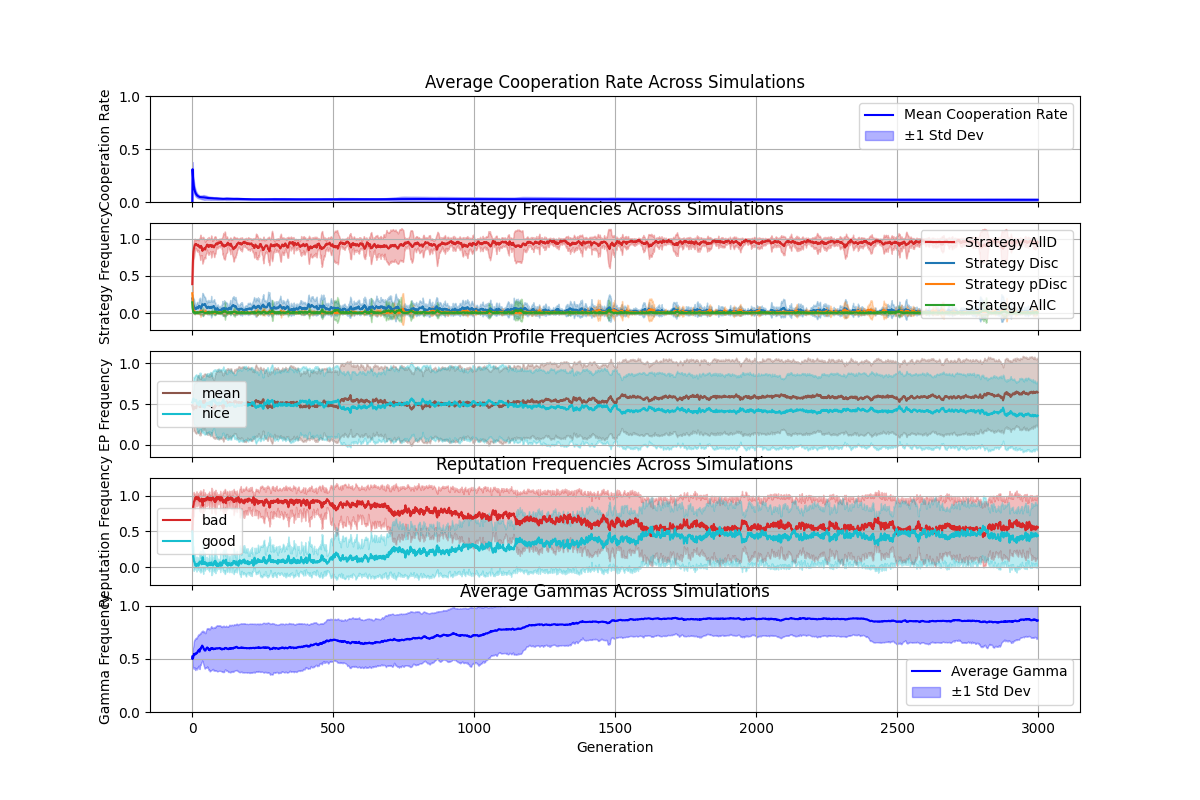 Average Cooperation Rate Across Simulations
Cooperation Rate
1.0
0.5
0.0
Mean Cooperation Rate
±1 Std Dev
Strategy Frequencies Across Simulations
Strategy Frequency
1.0
0.5
0.0
Strategy AllD
Strategy Disc
Strategy pDisc
Strategy AllC
Emotion Profile Frequencies Across Simulations
EP Frequency
1.0
0.5
0.0
mean
nice
Reputation Frequencies Across Simulations
Reputation Frequency
1.0
0.5
0.0
bad
good
Average Gammas Across Simulations
Gamma Frequency
1.0
0.5
0.0
Average Gamma
±1 Std Dev
0 500 1000 1500 2000 2500 3000
Generation